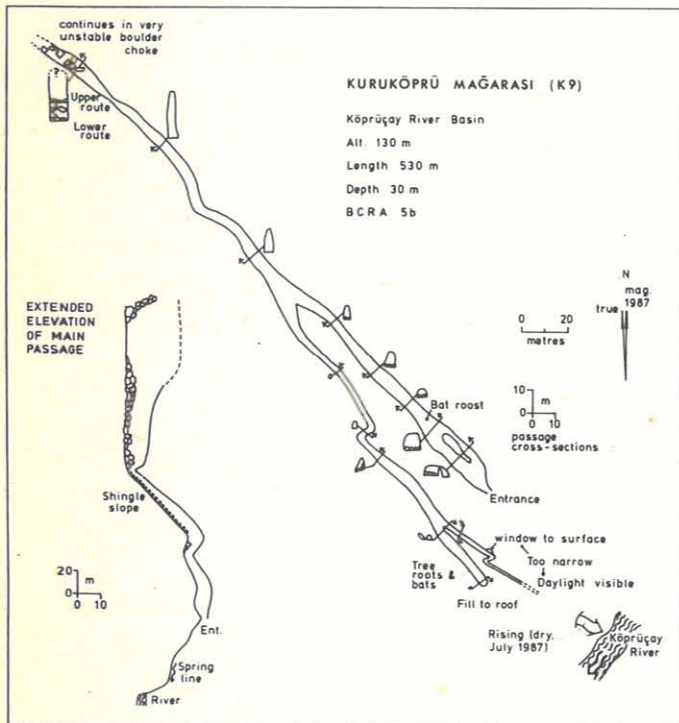 continues in very
unstable boulder
choke
?
Upper
route
Lower
route
KURUKÖPRÜ MAĞARASI (K9)
Köprüçay River Basin
Alt. 130 m
Length 530 m
Depth 30 m
BCRA 5b
N
mag.
1987
true
0 20
metres
10
m
0
0 10
passage
cross-sections
EXTENDED
ELEVATION
OF MAIN
PASSAGE
Bat roost
Entrance
Shingle
slope
window to surface
Too narrow
Daylight visible
Tree
roots &
bats
Fill to roof
20
m
0
0 10
Ent.
Spring
line
River
Rising (dry,
July 1987)
Köprüçay
River